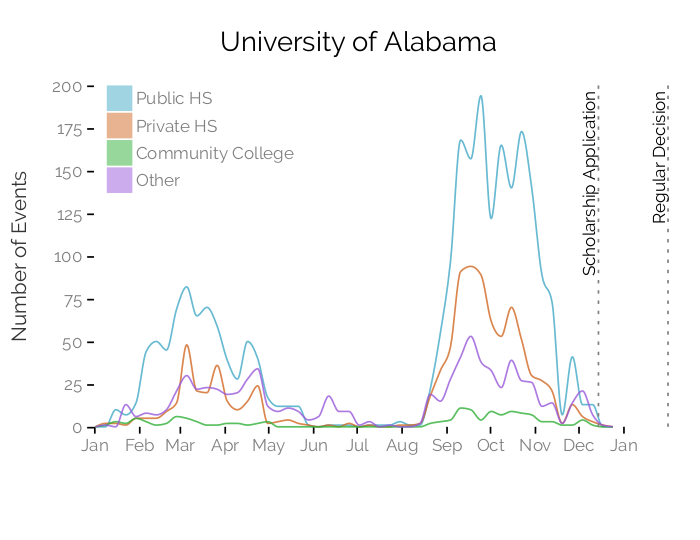 University of Alabama
Number of Events
200
175
150
125
100
75
50
25
0
Public HS
Private HS
Community College
Other
Scholarship Application
Regular Decision
Jan Feb Mar Apr May Jun Jul Aug Sep Oct Nov Dec Jan